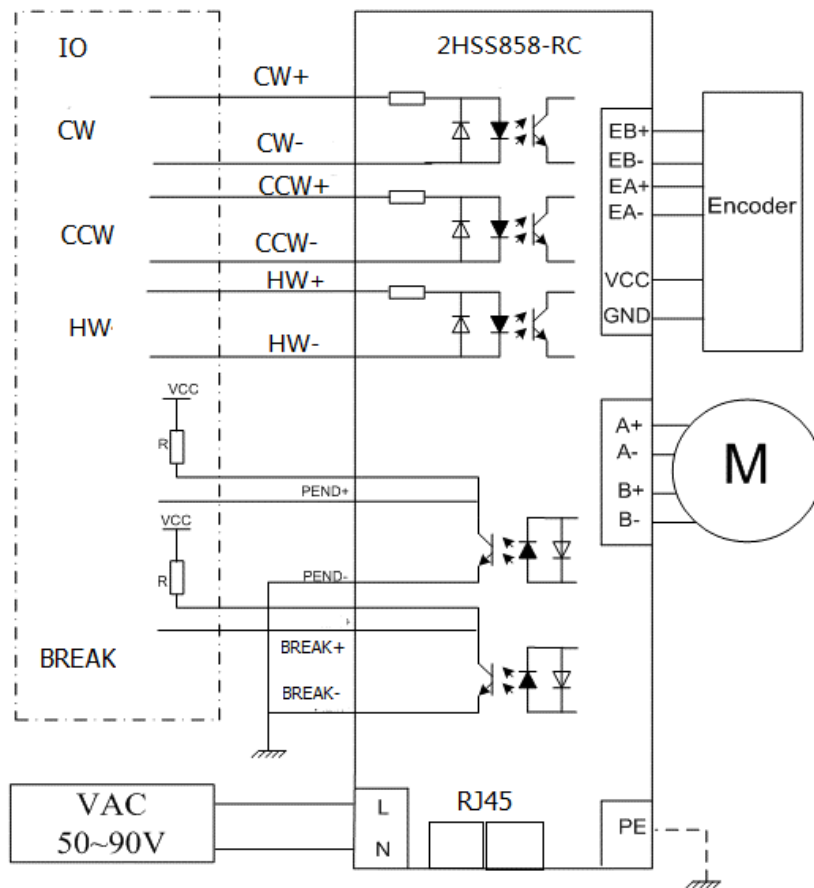 IO
2HSS858-RC
CW+
CW
CW-
CCW+
CCW
CCW-
HW+
HW-
HW-
EB+
EB-
EA+
EA-
VCC
GND
Encoder
VCC
R
PEND+
VCC
R
PEND-
BREAK+
BREAK
BREAK-
A+
A-
B+
B-
M
VAC
50~90V
L
N
RJ45
PE